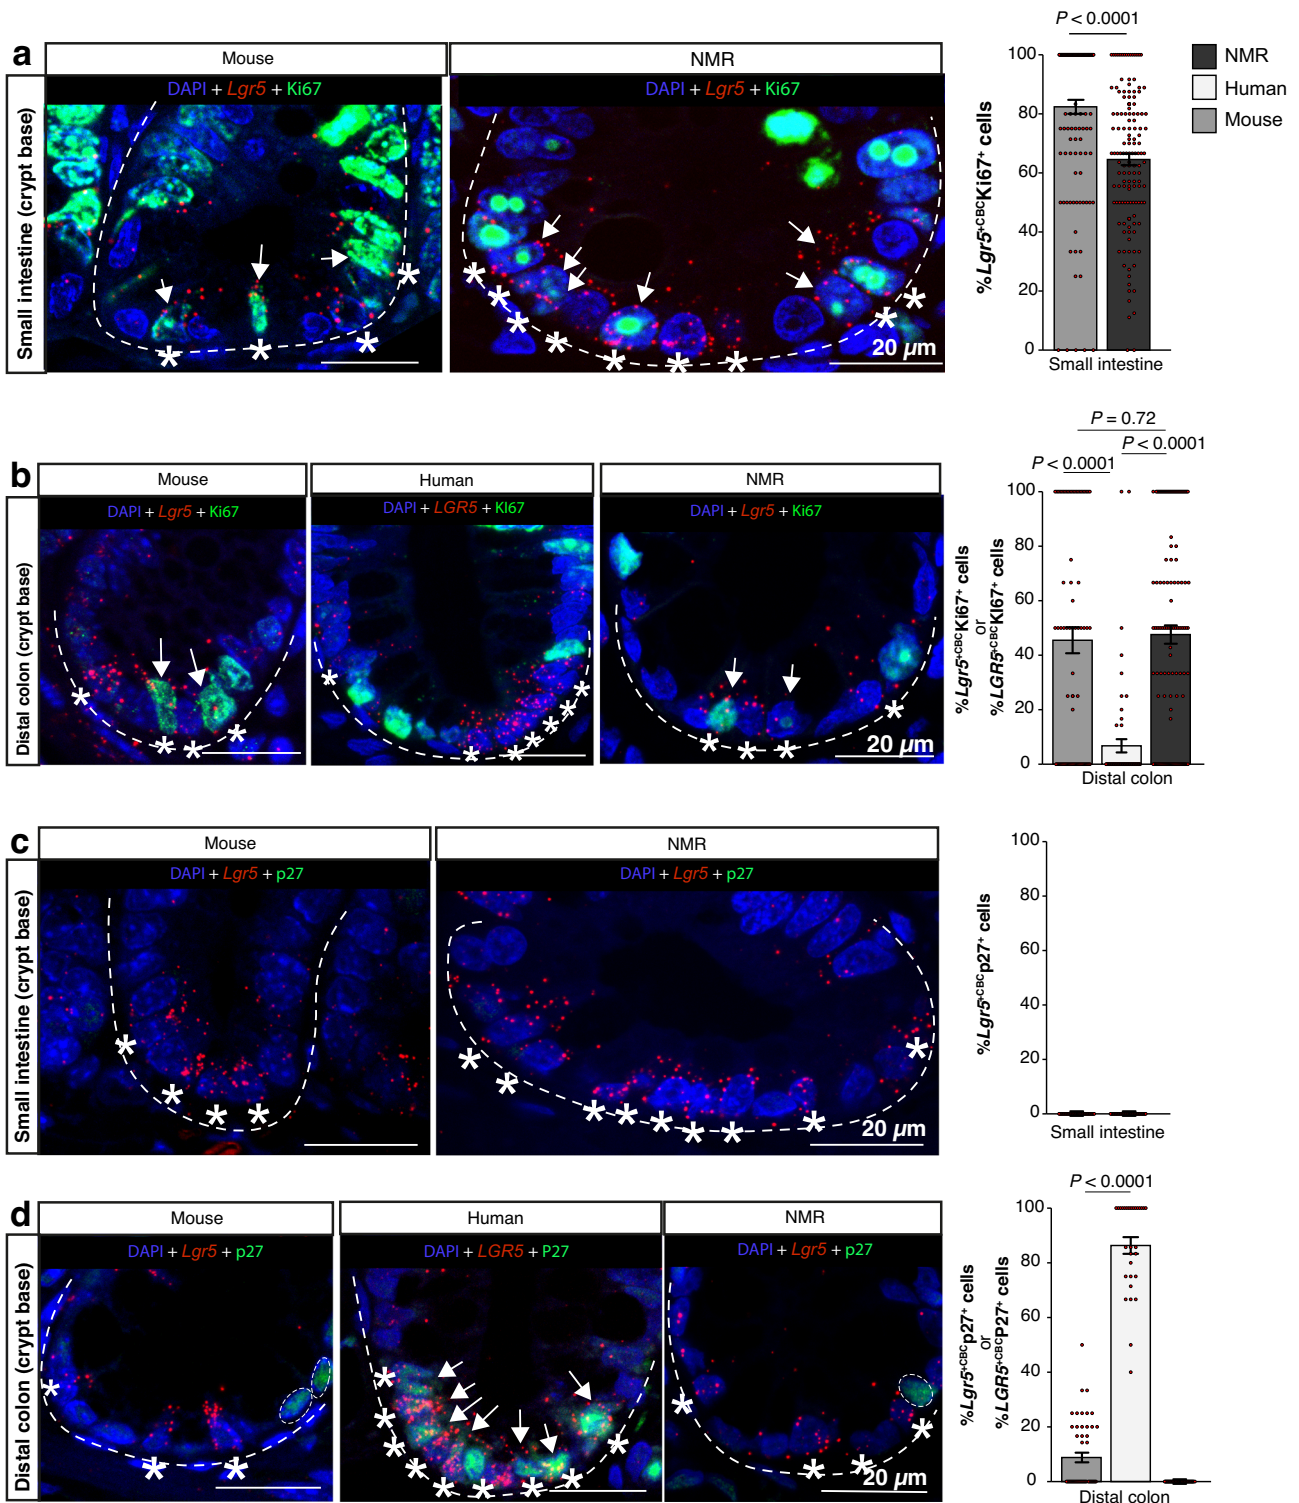 a
Mouse
NMR
DAPI + Lgr5 + Ki67
DAPI + Lgr5 + Ki67
Small intestine (crypt base)
* * * *
* * * * * * * * *
20 µm
P < 0.0001
100
80
60
40
20
0
%Lgr5+CBCKi67+ cells
Small intestine
NMR
Human
Mouse
b
Mouse
Human
NMR
DAPI + Lgr5 + Ki67
DAPI + LGR5 + KI67
DAPI + Lgr5 + Ki67
Distal colon (crypt base)
* * * *
* * * * * * *
* * * *
20 µm
P = 0.72
P < 0.0001
P < 0.0001
100
80
60
40
20
0
%Lgr5+CBCKi67+ cells
or
%LGR5+CBCKI67+ cells
Distal colon
c
Mouse
NMR
DAPI + Lgr5 + p27
DAPI + Lgr5 + p27
Small intestine (crypt base)
* * * *
* * * * * * * *
20 µm
100
80
60
40
20
0
%Lgr5+CBCp27+ cells
Small intestine
d
Mouse
Human
NMR
DAPI + Lgr5 + p27
DAPI + LGR5 + P27
DAPI + Lgr5 + p27
Distal colon (crypt base)
* * *
* * * * * * * *
* * * *
20 µm
P < 0.0001
100
80
60
40
20
0
%Lgr5+CBCp27+ cells
or
%LGR5+CBCP27+ cells
Distal colon